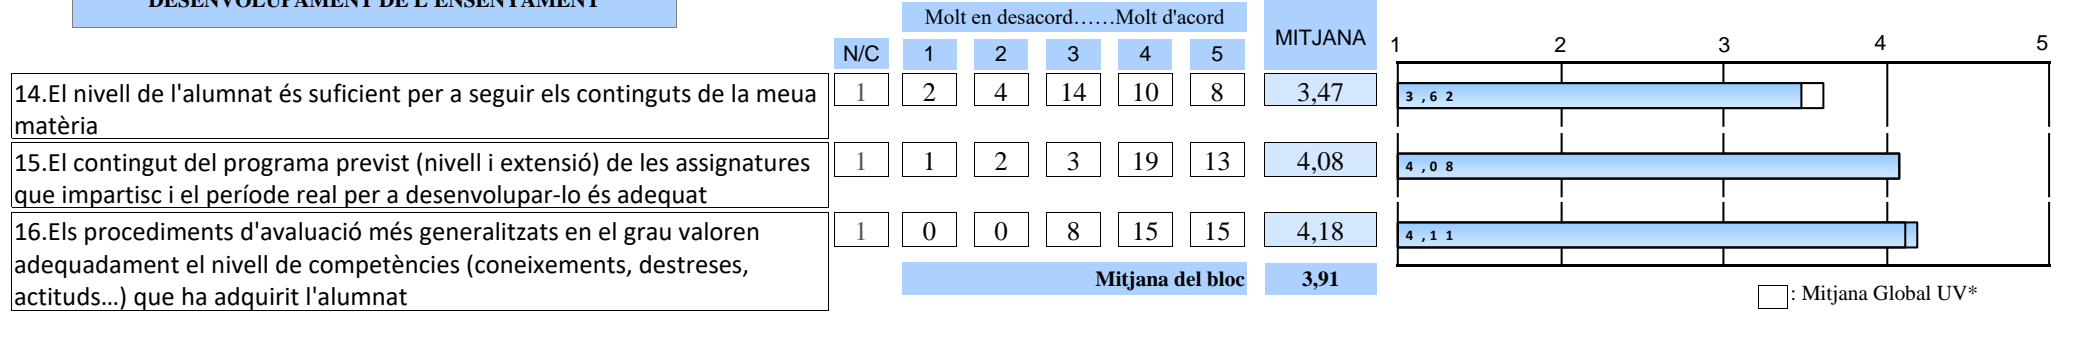 DESENVOLUPAMENT DE L'ENSENYAMENT
Molt en desacord……Molt d'acord
MITJANA
N/C 1 2 3 4 5
1 2 3 4 5
14.El nivell de l'alumnat és suficient per a seguir els continguts de la meua
matèria
1 2 4 14 10 8 3,47
3,62
15.El contingut del programa previst (nivell i extensió) de les assignatures
que impartisc i el període real per a desenvolupar-lo és adequat
1 1 2 3 19 13 4,08
4,08
16.Els procediments d'avaluació més generalitzats en el grau valoren
adequadament el nivell de competències (coneixements, destreses,
actituds…) que ha adquirit l'alumnat
1 0 0 8 15 15 4,18
4,11
Mitjana del bloc 3,91
: Mitjana Global UV*